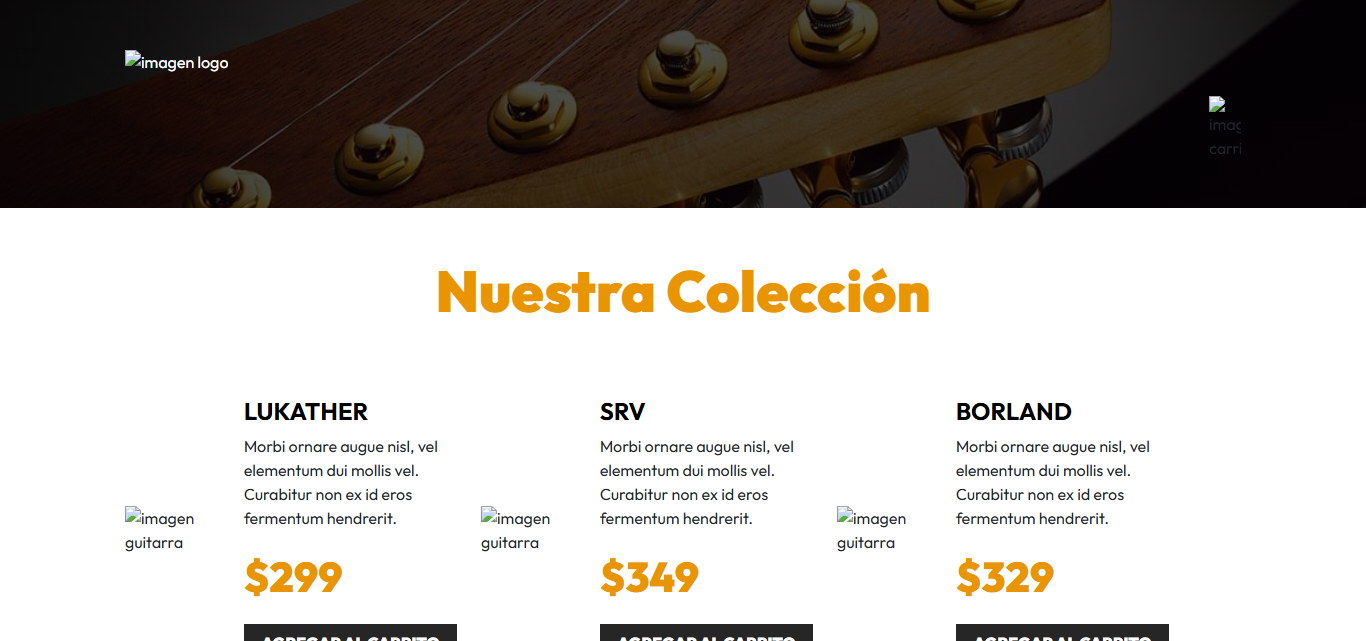 imagen logo
imag
carri
Nuestra Colección
LUKATHER
Morbi ornare augue nisl, vel
elementum dui mollis vel.
Curabitur non ex id eros
fermentum hendrerit.
imagen
guitarra
$299
AGREGAR AL CARRITO
SRV
Morbi ornare augue nisl, vel
elementum dui mollis vel.
Curabitur non ex id eros
fermentum hendrerit.
imagen
guitarra
$349
AGREGAR AL CARRITO
BORLAND
Morbi ornare augue nisl, vel
elementum dui mollis vel.
Curabitur non ex id eros
fermentum hendrerit.
imagen
guitarra
$329
AGREGAR AL CARRITO